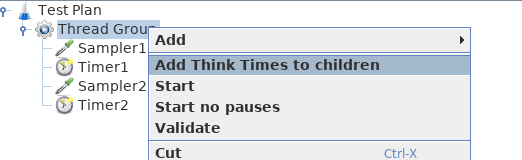 Test Plan
Thread Group
Add
Sampler1
Add Think Times to children
Timer1
Start
Sampler2
Start no pauses
Timer2
Validate
Cut Ctrl-X